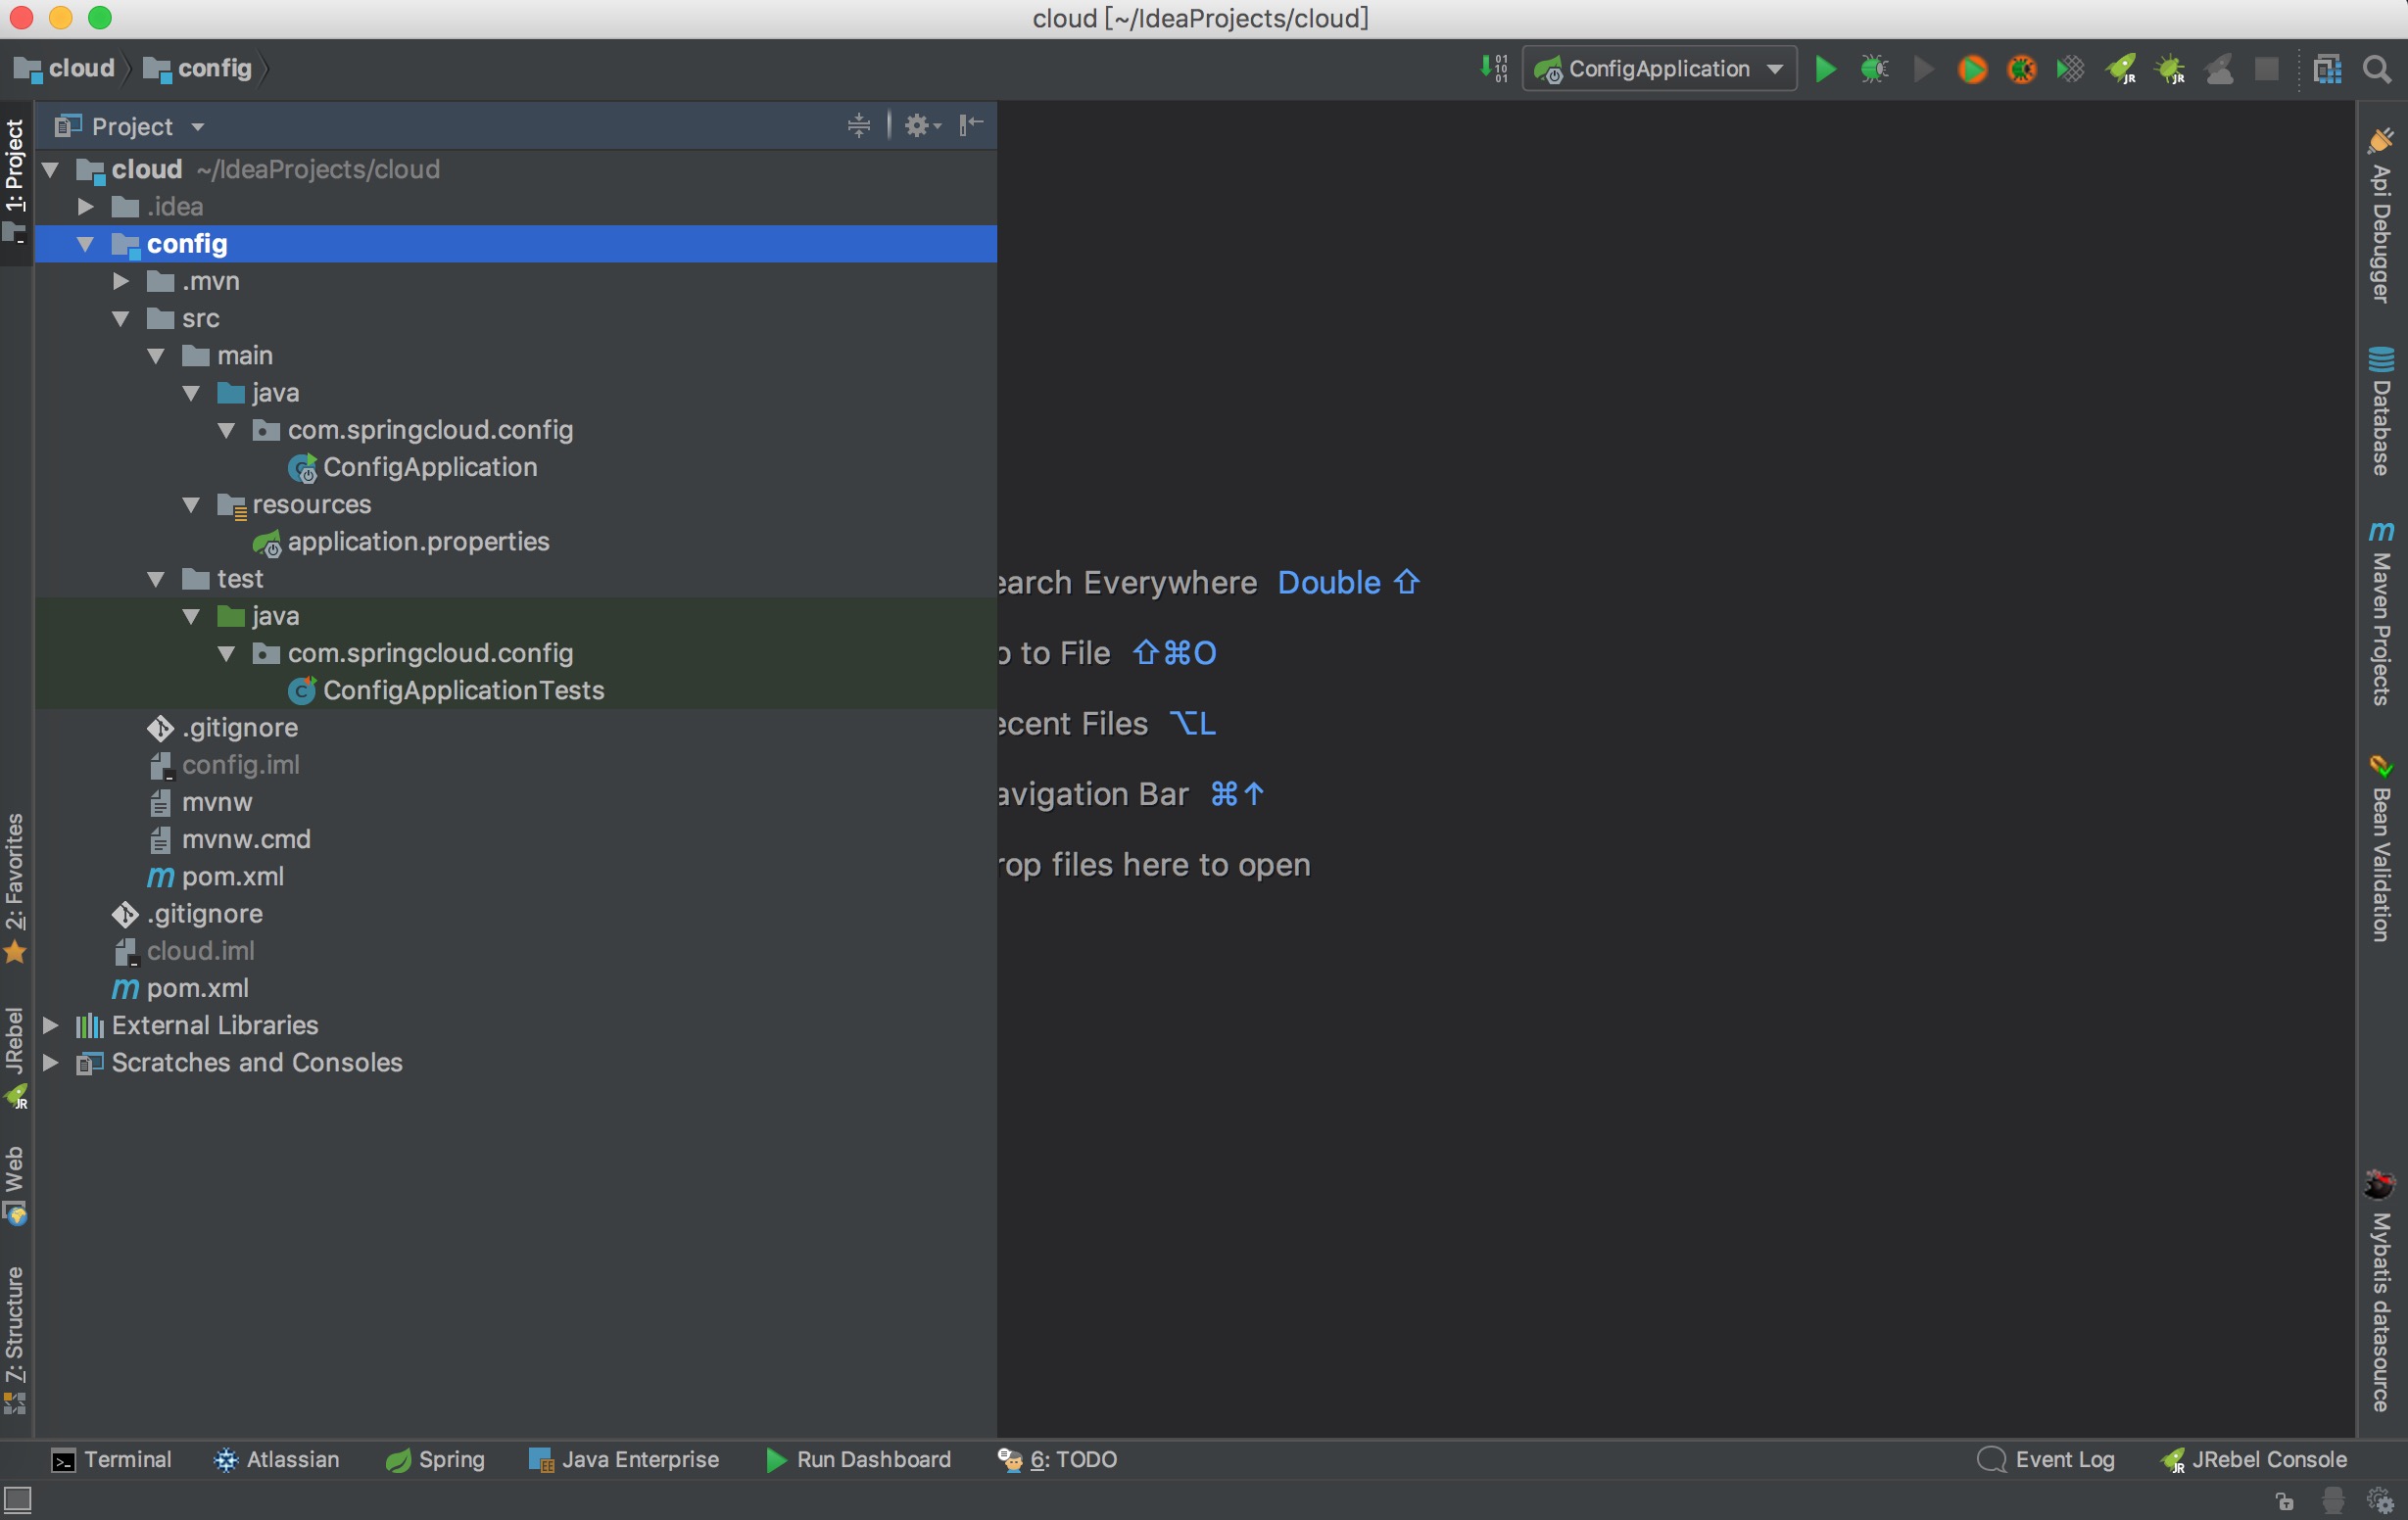 cloud [~/IdeaProjects/cloud]
cloud config
ConfigApplication
Project
cloud ~/IdeaProjects/cloud
.idea
config
.mvn
src
main
java
com.springcloud.config
ConfigApplication
resources
application.properties
test
java
com.springcloud.config
ConfigApplicationTests
.gitignore
config.iml
mvnw
mvnw.cmd
pom.xml
.gitignore
cloud.iml
pom.xml
External Libraries
Scratches and Consoles
earch Everywhere Double ⇧
o to File ⇧⌘O
ecent Files ⌥L
avigation Bar ⌘↑
rop files here to open
1: Project
2: Favorites
JRebel
Web
7: Structure
Api Debugger
Database
Maven Projects
Bean Validation
Mybatis datasource
Terminal Atlassian Spring Java Enterprise Run Dashboard 6: TODO Event Log JRebel Console